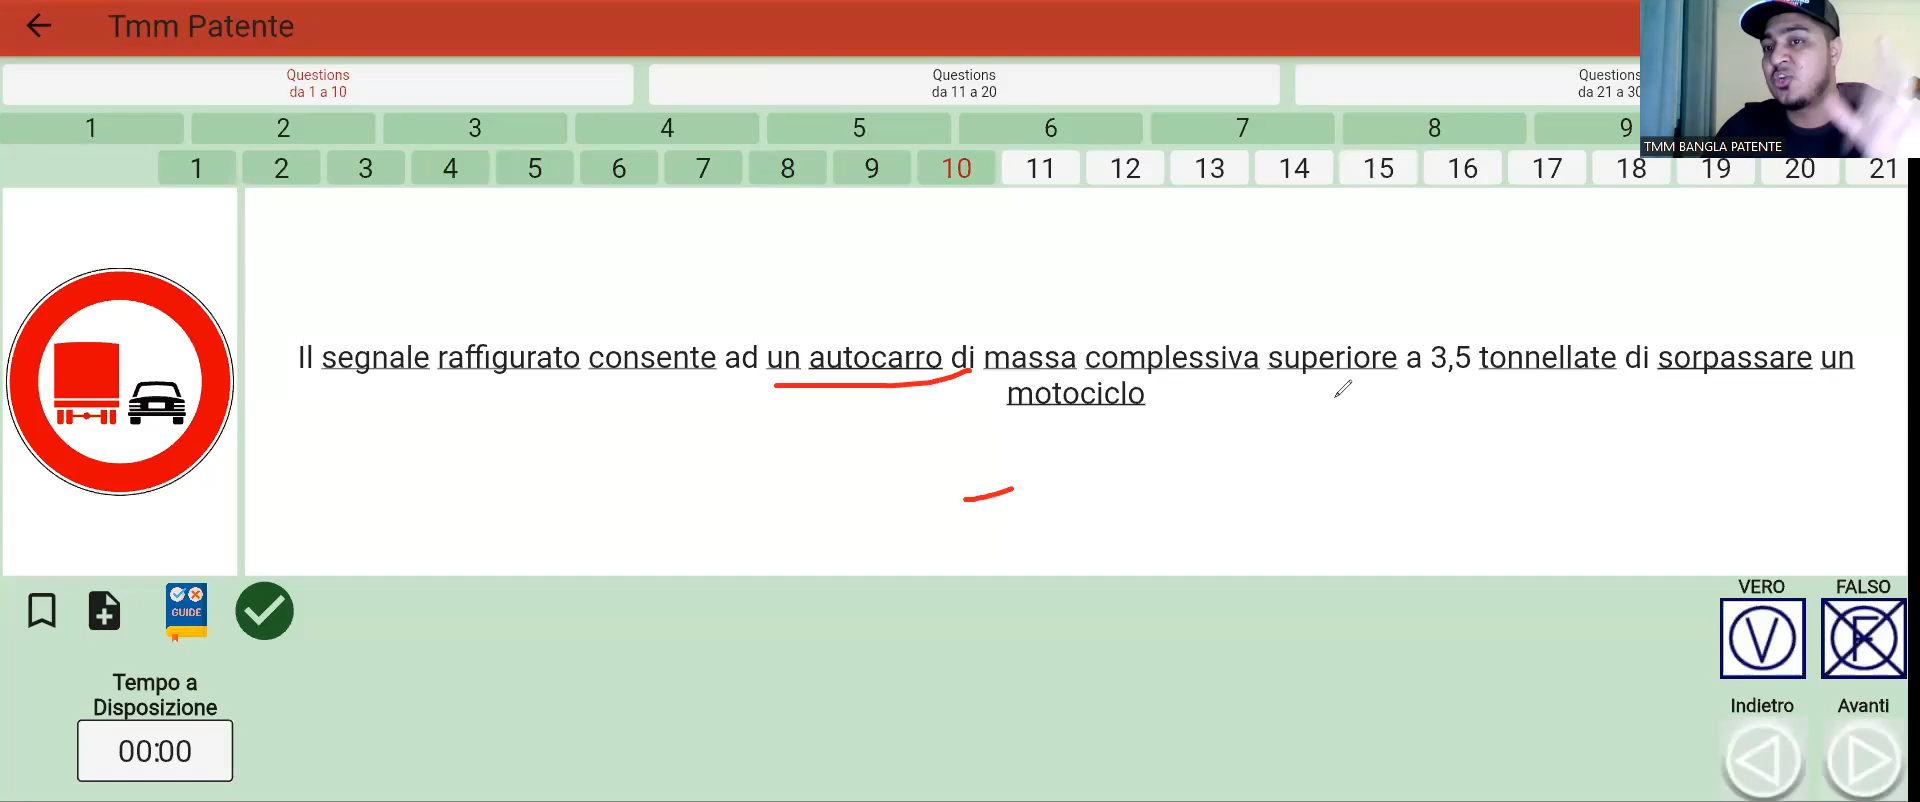 Tmm Patente
Questions
da 1 a 10
Questions
da 11 a 20
Questions
da 21 a 30
1 2 3 4 5 6 7 8 9
TMM BANGLA PATENTE
1 2 3 4 5 6 7 8 9 10 11 12 13 14 15 16 17 18 19 20 21
Il segnale raffigurato consente ad un autocarro di massa complessiva superiore a 3,5 tonnellate di sorpassare un
motociclo
GUIDE
VERO FALSO
V F
Tempo a
Disposizione
00:00
Indietro Avanti